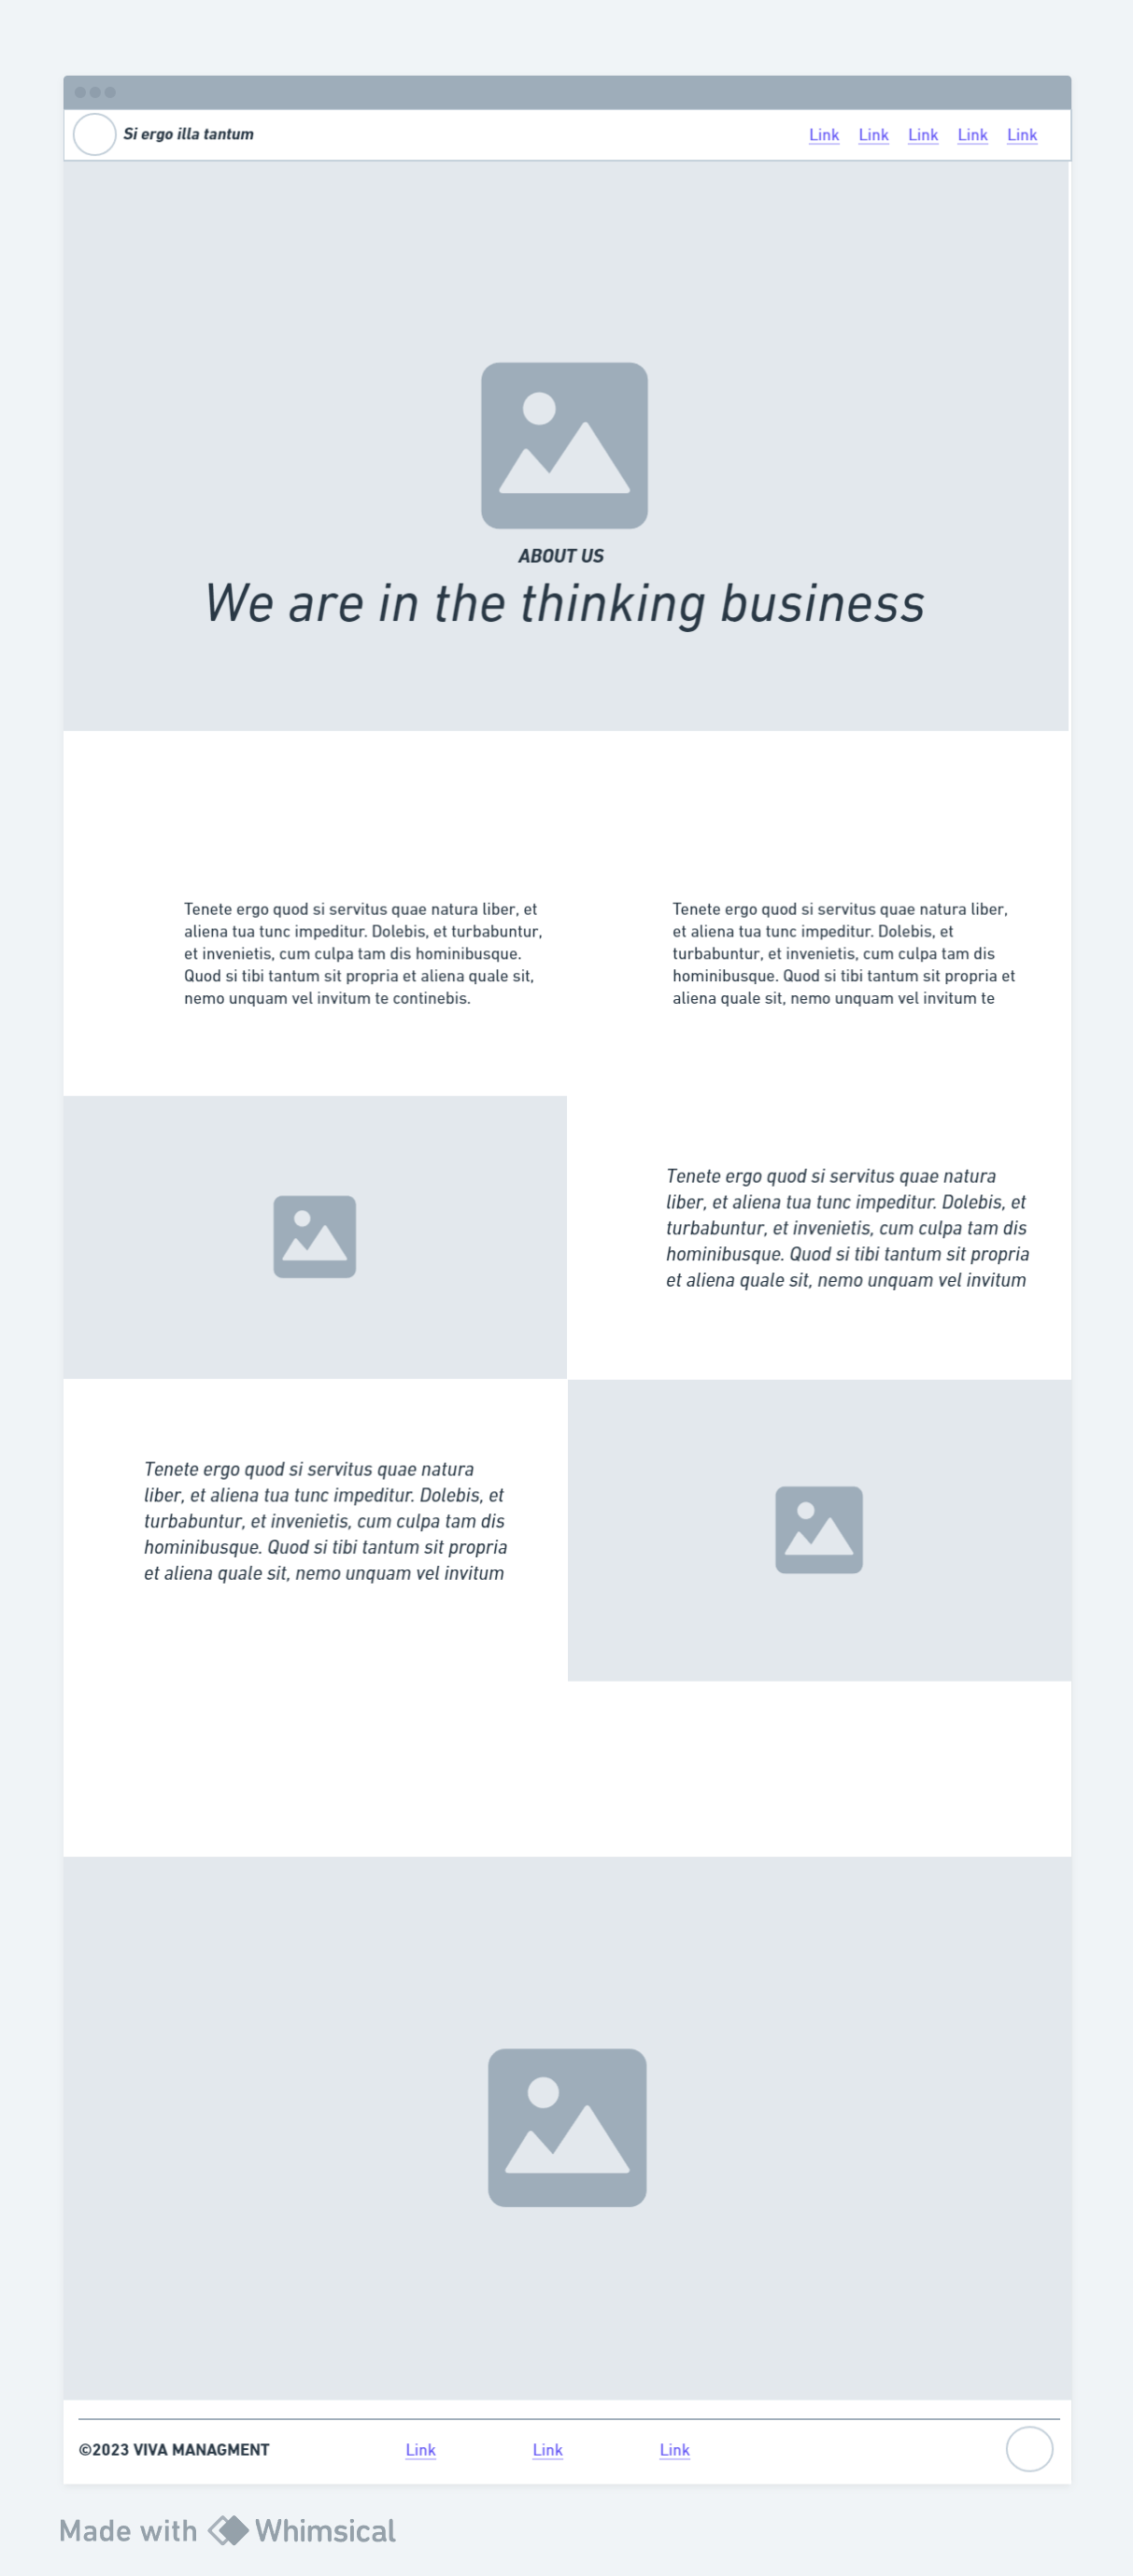 Si ergo illa tantum
Link Link Link Link Link
ABOUT US
We are in the thinking business
Tenete ergo quod si servitus quae natura liber, et
aliena tua tunc impeditur. Dolebis, et turbabuntur,
et invenietis, cum culpa tam dis hominibusque.
Quod si tibi tantum sit propria et aliena quale sit,
nemo unquam vel invitum te continebis.
Tenete ergo quod si servitus quae natura liber,
et aliena tua tunc impeditur. Dolebis, et
turbabuntur, et invenietis, cum culpa tam dis
hominibusque. Quod si tibi tantum sit propria et
aliena quale sit, nemo unquam vel invitum te
Tenete ergo quod si servitus quae natura
liber, et aliena tua tunc impeditur. Dolebis, et
turbabuntur, et invenietis, cum culpa tam dis
hominibusque. Quod si tibi tantum sit propria
et aliena quale sit, nemo unquam vel invitum
Tenete ergo quod si servitus quae natura
liber, et aliena tua tunc impeditur. Dolebis, et
turbabuntur, et invenietis, cum culpa tam dis
hominibusque. Quod si tibi tantum sit propria
et aliena quale sit, nemo unquam vel invitum
©2023 VIVA MANAGMENT
Link Link Link
Made with Whimsical